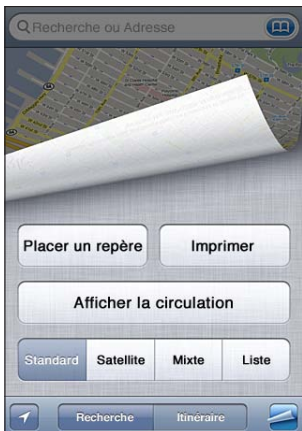 Recherche ou Adresse
Placer un repère
Imprimer
Afficher la circulation
Standard
Satellite
Mixte
Liste
Recherche
Itinéraire